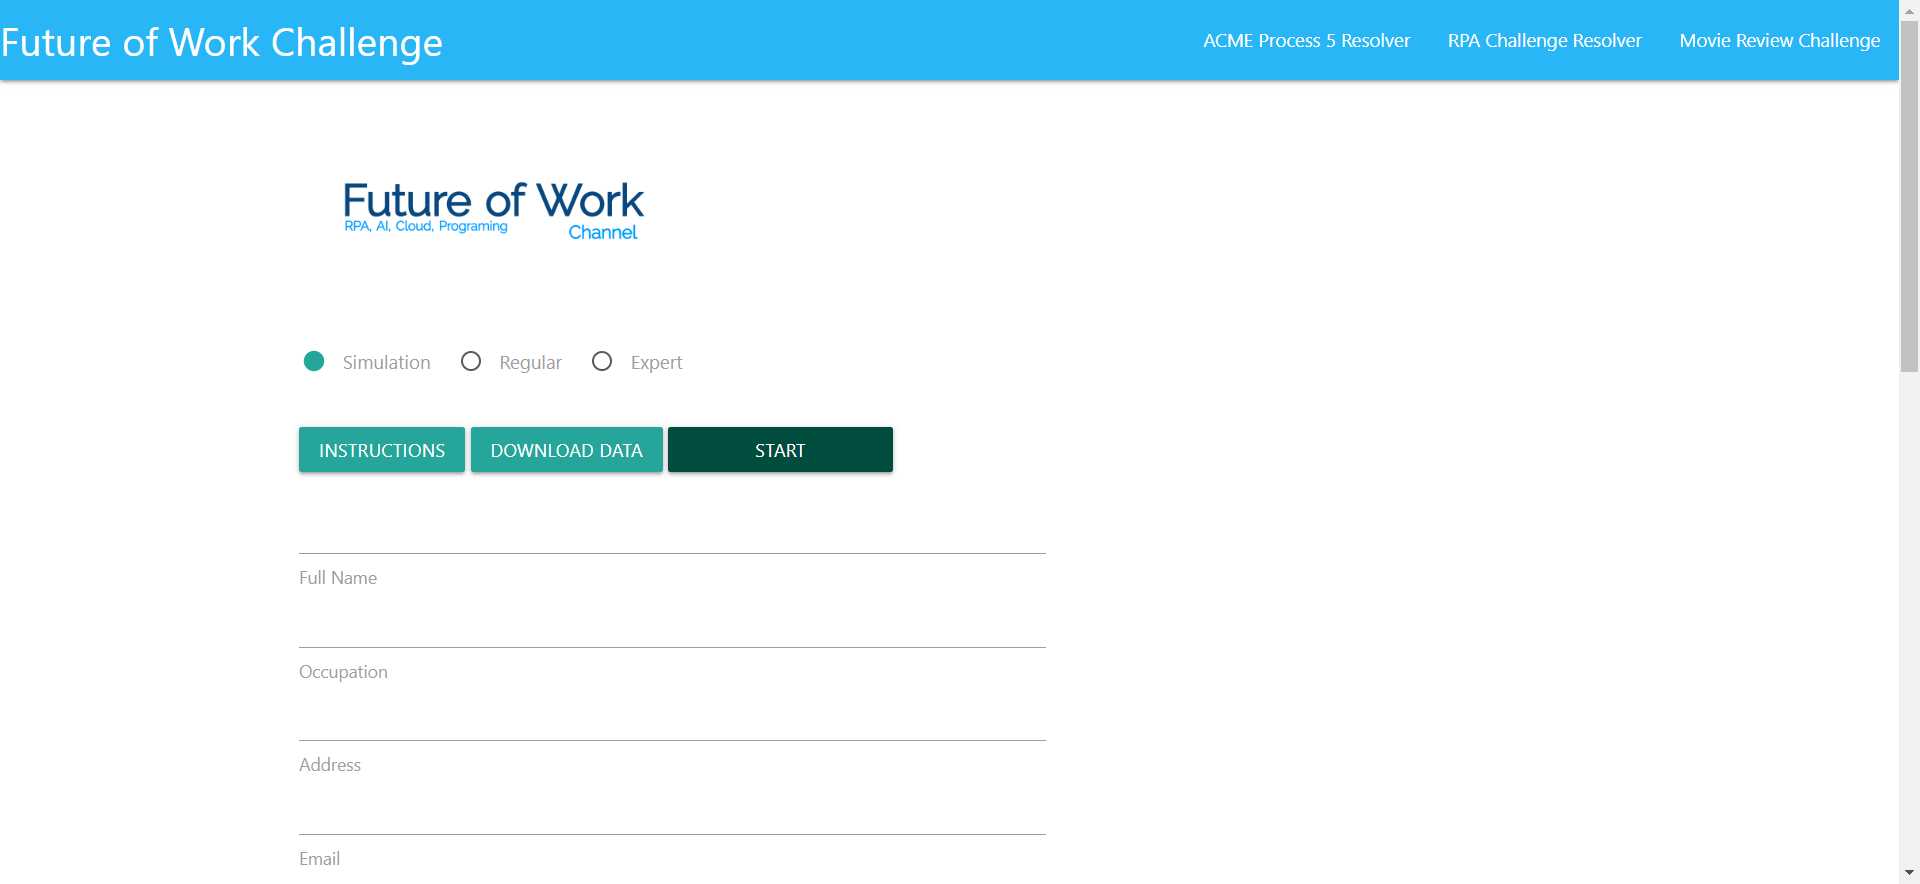 Future of Work Challenge
ACME Process 5 Resolver RPA Challenge Resolver Movie Review Challenge
Future of Work
RPA, AI, Cloud, Programing
Channel
Simulation Regular Expert
INSTRUCTIONS DOWNLOAD DATA START
Full Name
Occupation
Address
Email